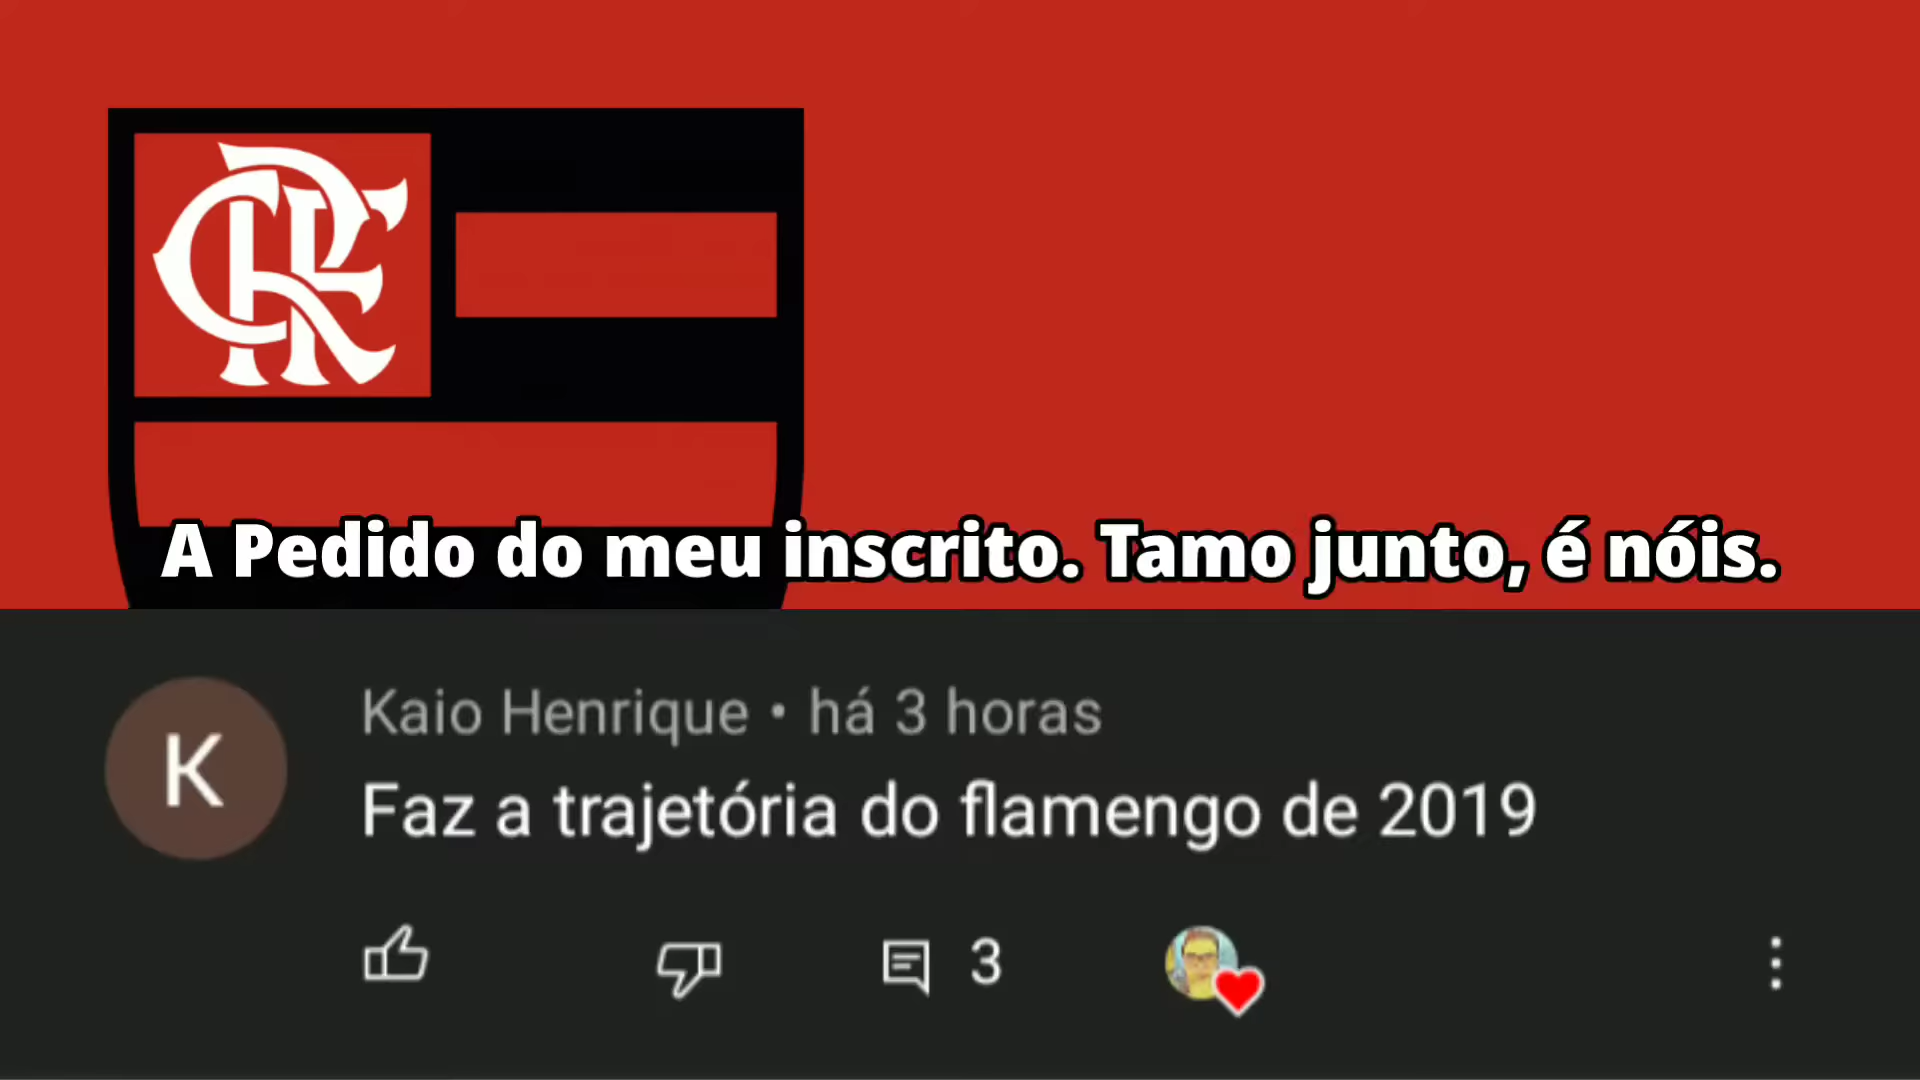 CRF
A Pedido do meu inscrito. Tamo junto, é nóis.
K
Kaio Henrique • há 3 horas
Faz a trajetória do flamengo de 2019
3